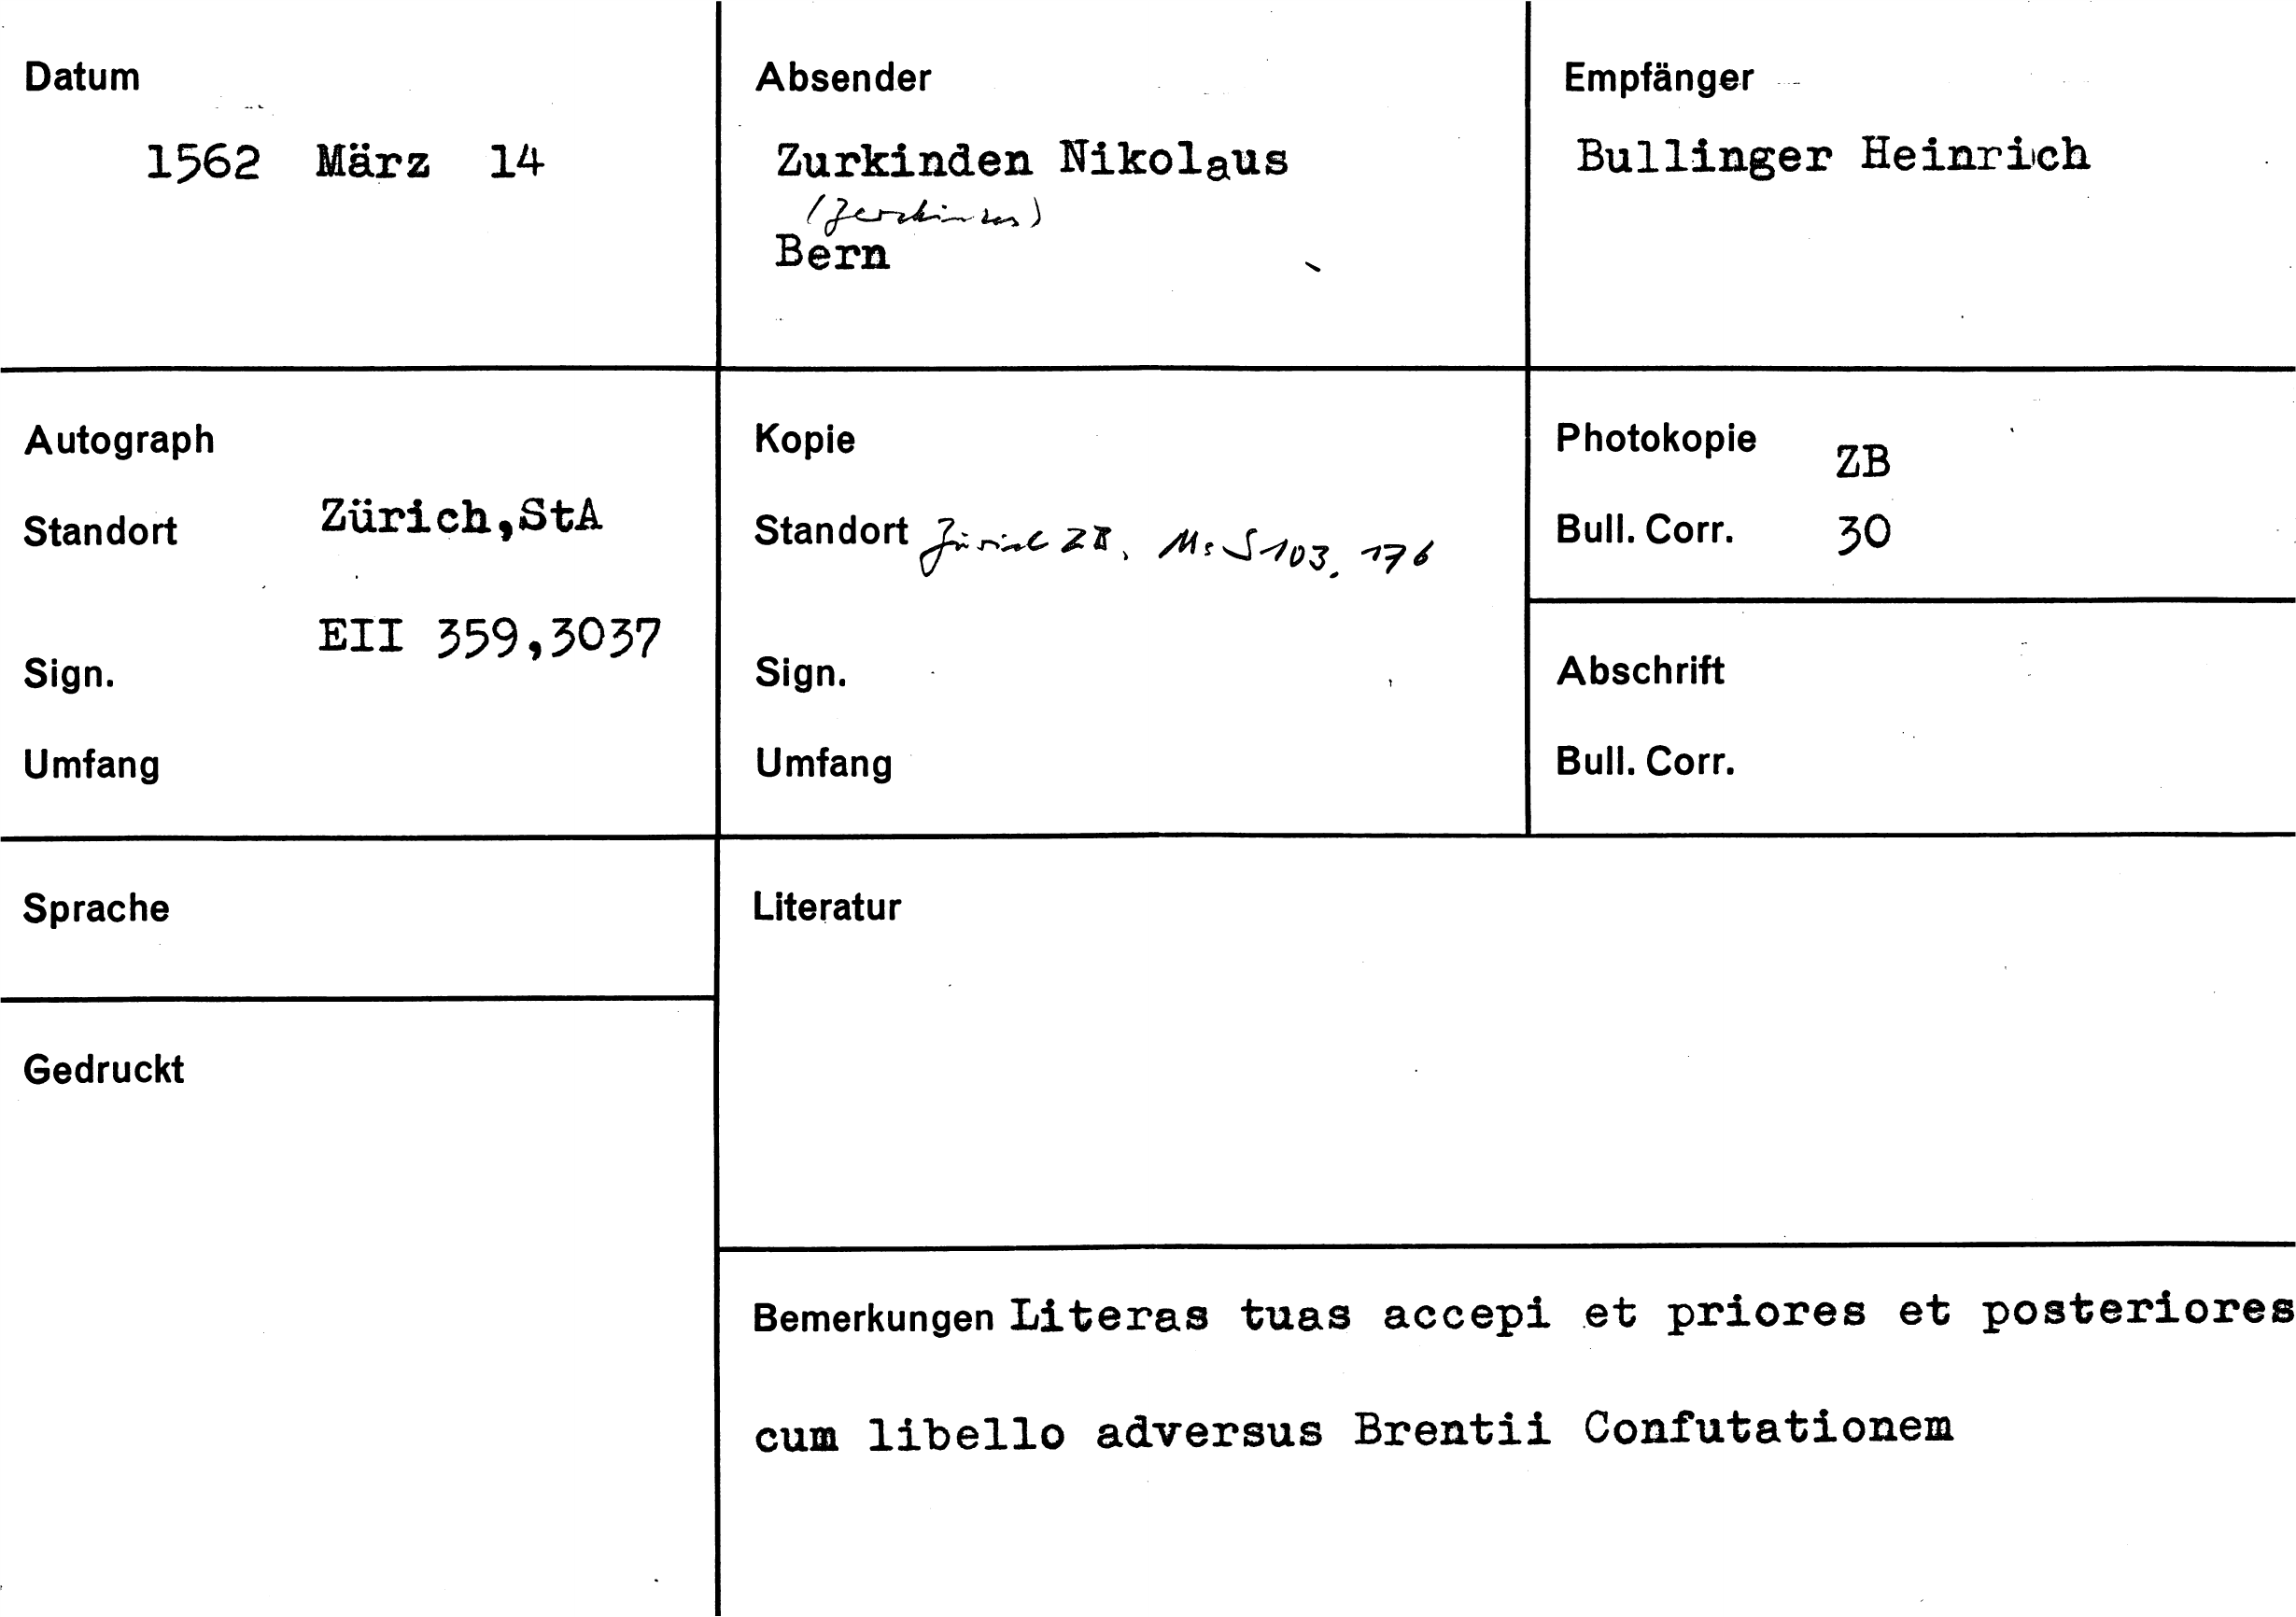 Datum
1562 März 14
Absender
Zurkinden Nikolaus
Bern
Empfänger
Bullinger Heinrich
Autograph
Standort Zürich,StA
Sign. EII 359,3037
Umfang
Kopie
Standort Zürich ZB, Ms S 103, 176
Sign.
Umfang
Photokopie ZB
Bull. Corr. 30
Abschrift
Bull. Corr.
Sprache
Literatur
Gedruckt
Bemerkungen Literas tuas accepi et priores et posteriores
cum libello adversus Brentii Confutationem